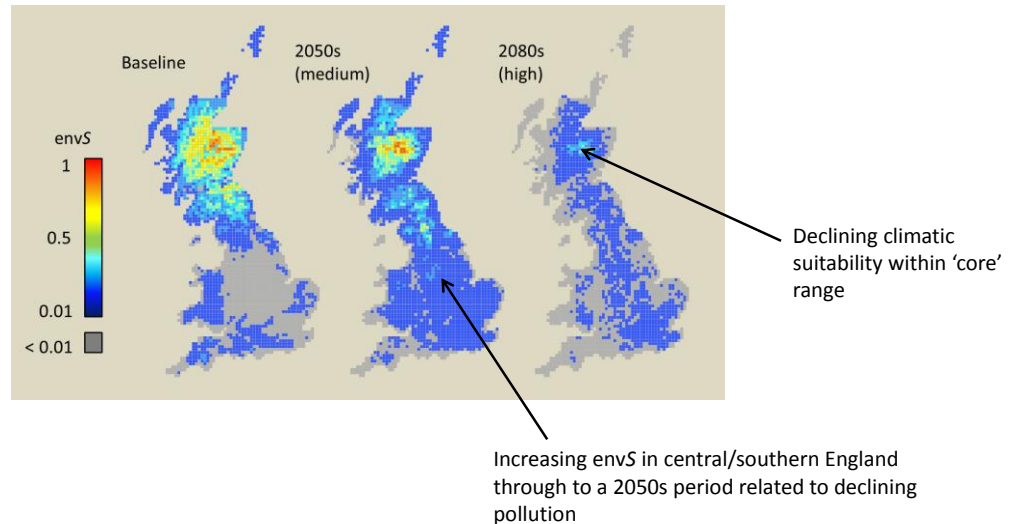 Baseline
2050s
(medium)
2080s
(high)
envS
1
0.5
0.01
< 0.01
Declining climatic
suitability within ‘core’
range
Increasing envS in central/southern England
through to a 2050s period related to declining
pollution